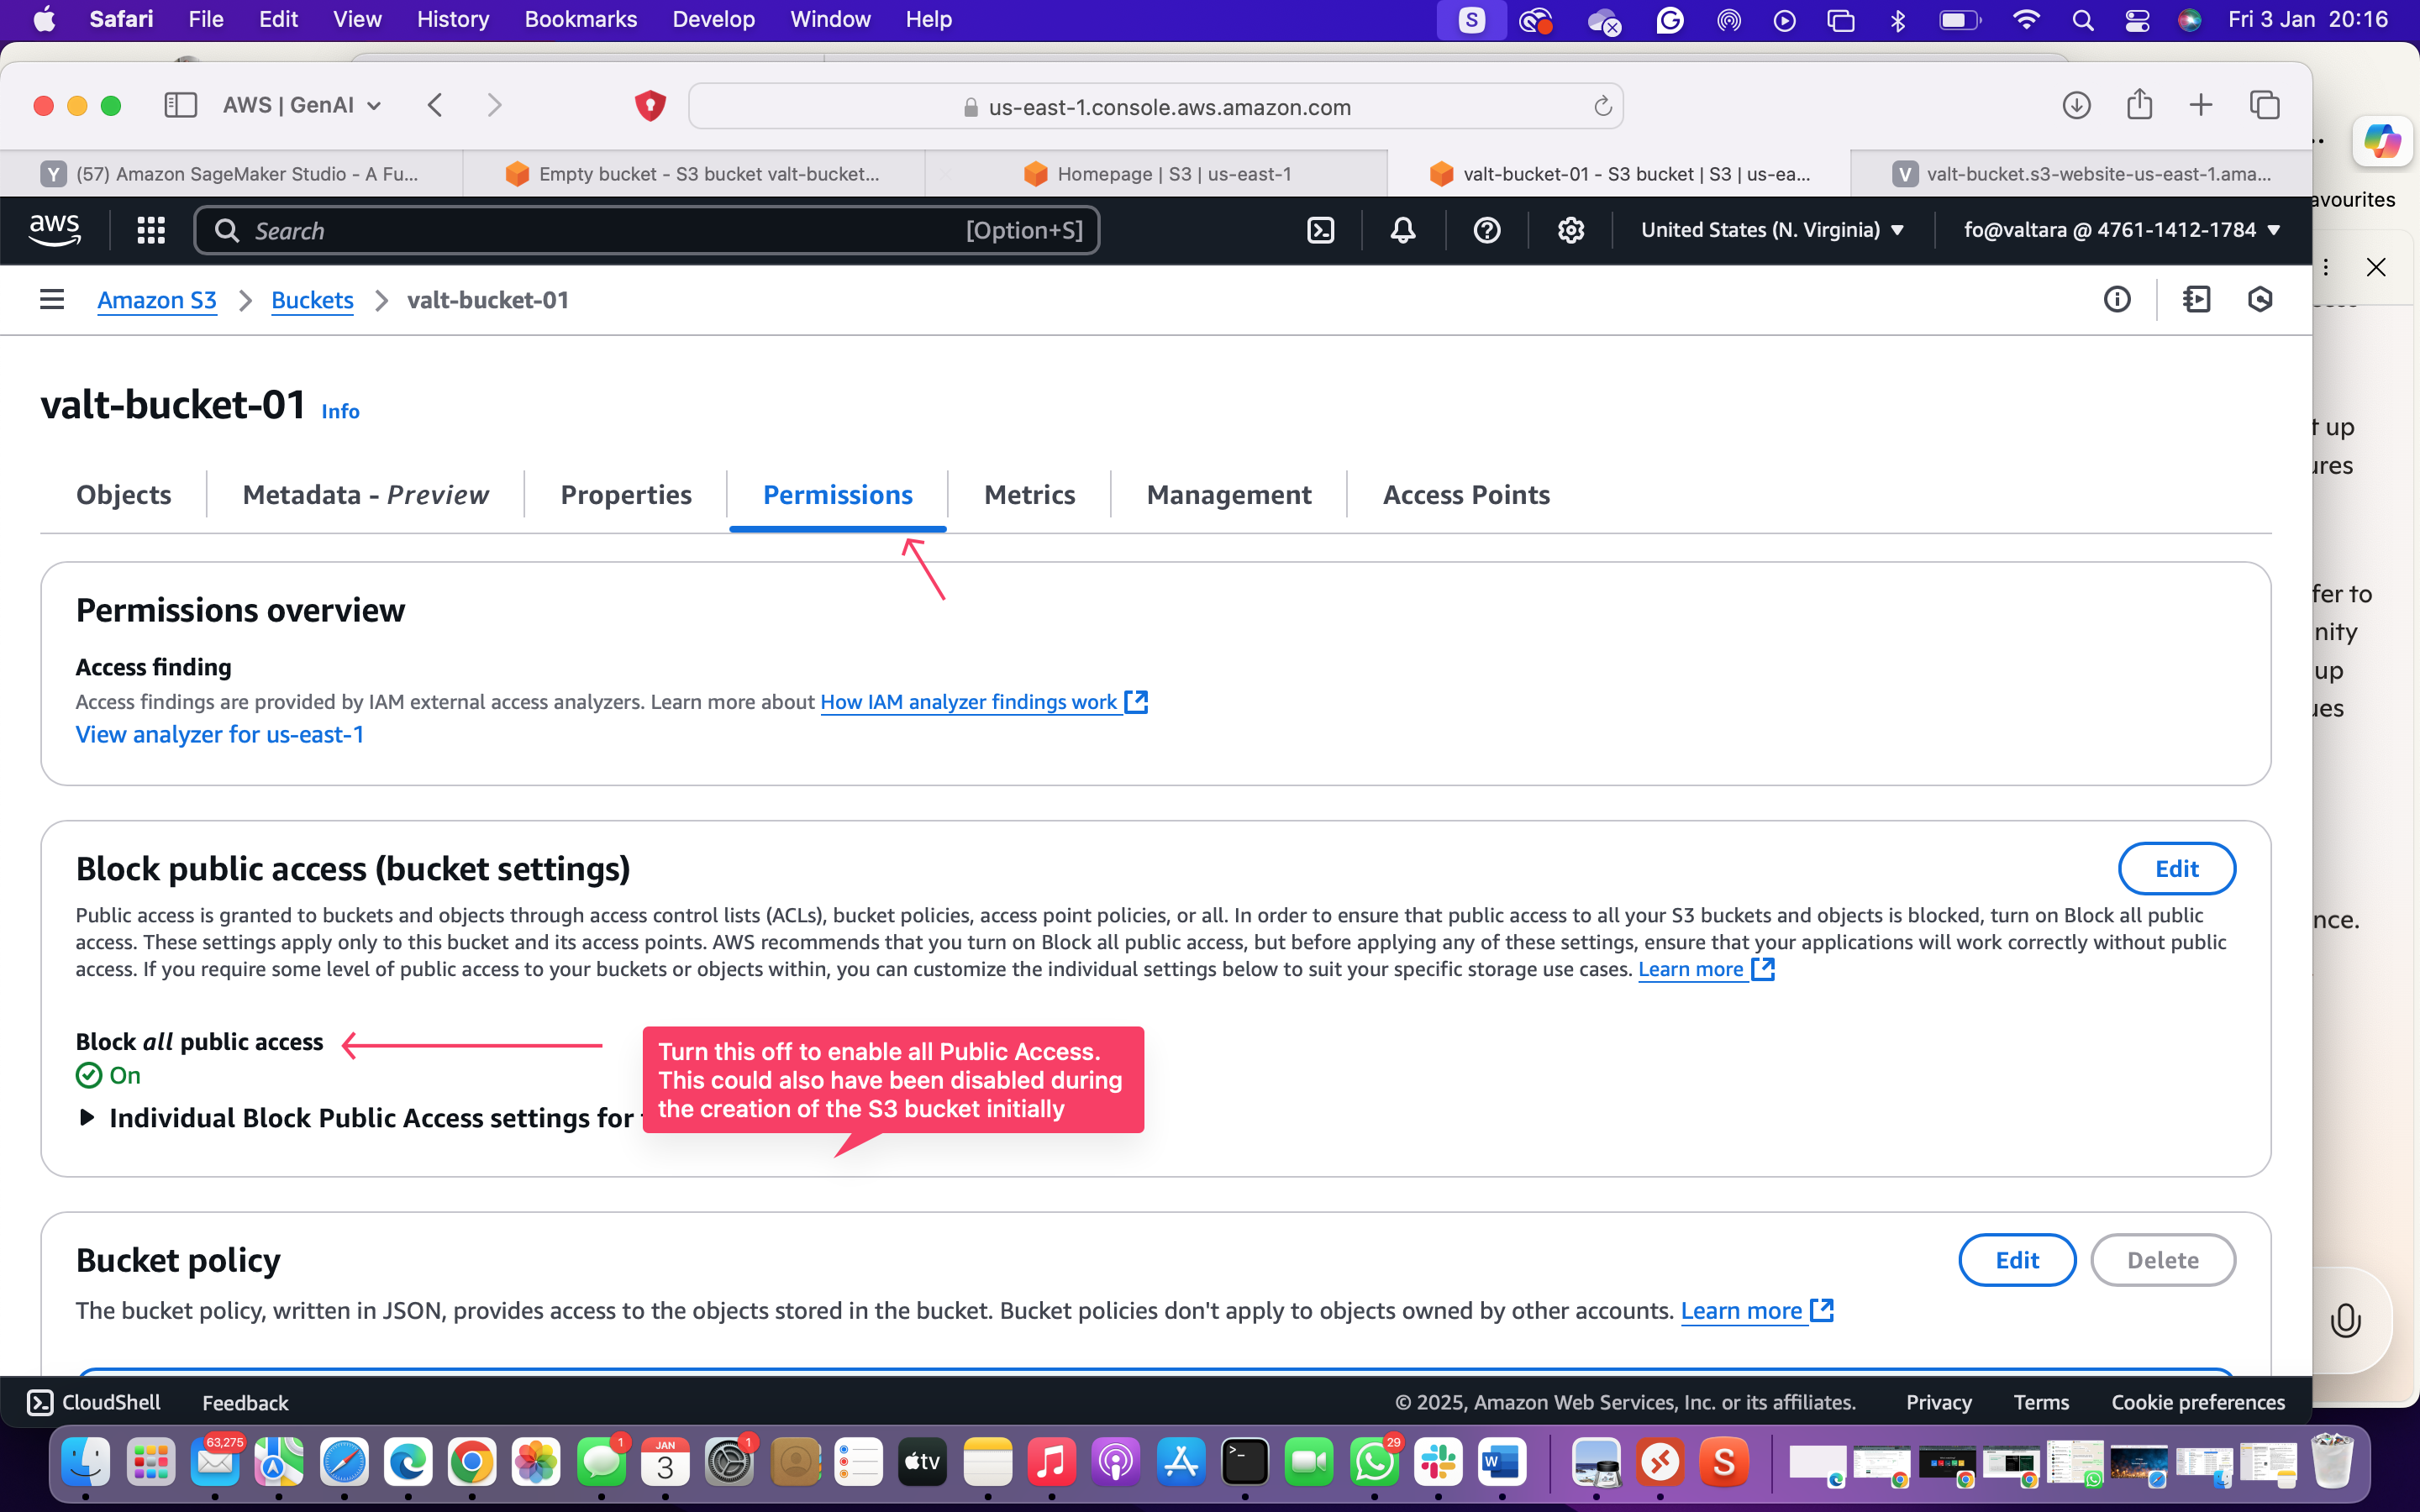 Safari File Edit View History Bookmarks Develop Window Help S Fri 3 Jan 20:16
AWS | GenAI us-east-1.console.aws.amazon.com
Y (57) Amazon SageMaker Studio - A Fu... Empty bucket - S3 bucket valt-bucket... Homepage | S3 | us-east-1 valt-bucket-01 - S3 bucket | S3 | us-ea... V valt-bucket.s3-website-us-east-1.ama...
avourites
aws Search [Option+S] United States (N. Virginia) fo@valtara @ 4761-1412-1784
Amazon S3 > Buckets > valt-bucket-01
valt-bucket-01 Info
t up
ures
Objects Metadata - Preview Properties Permissions Metrics Management Access Points
Permissions overview
fer to
nity
Access finding
up
Access findings are provided by IAM external access analyzers. Learn more about How IAM analyzer findings work
ues
View analyzer for us-east-1
Block public access (bucket settings) Edit
Public access is granted to buckets and objects through access control lists (ACLs), bucket policies, access point policies, or all. In order to ensure that public access to all your S3 buckets and objects is blocked, turn on Block all public
nce.
access. These settings apply only to this bucket and its access points. AWS recommends that you turn on Block all public access, but before applying any of these settings, ensure that your applications will work correctly without public
access. If you require some level of public access to your buckets or objects within, you can customize the individual settings below to suit your specific storage use cases. Learn more
Block all public access
On
Individual Block Public Access settings for
Turn this off to enable all Public Access.
This could also have been disabled during
the creation of the S3 bucket initially
Bucket policy Edit Delete
The bucket policy, written in JSON, provides access to the objects stored in the bucket. Bucket policies don't apply to objects owned by other accounts. Learn more
CloudShell Feedback © 2025, Amazon Web Services, Inc. or its affiliates. Privacy Terms Cookie preferences
63,275 1 JAN 3 1 tv 29 W S